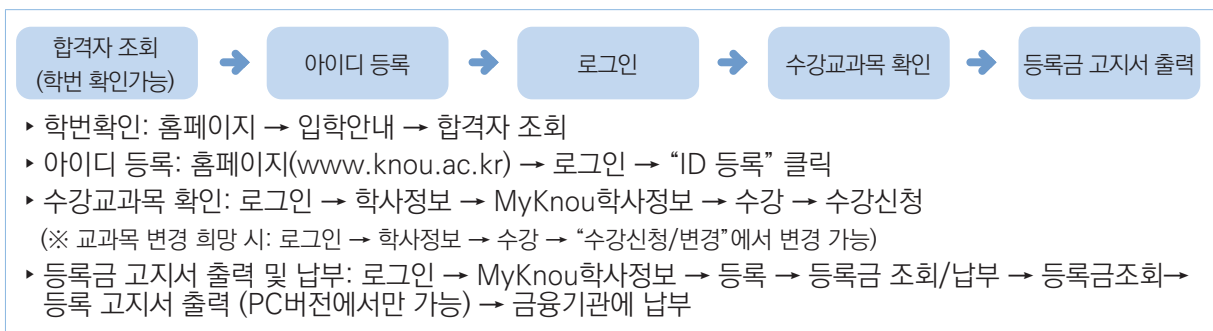 합격자 조회
(학번 확인가능)
아이디 등록
로그인
수강교과목 확인
등록금 고지서 출력
▸ 학번확인: 홈페이지 → 입학안내 → 합격자 조회
▸ 아이디 등록: 홈페이지(www.knou.ac.kr) → 로그인 → “ID 등록” 클릭
▸ 수강교과목 확인: 로그인 → 학사정보 → MyKnou학사정보 → 수강 → 수강신청
(※ 교과목 변경 희망 시: 로그인 → 학사정보 → 수강 → “수강신청/변경”에서 변경 가능)
▸ 등록금 고지서 출력 및 납부: 로그인 → MyKnou학사정보 → 등록 → 등록금 조회/납부 → 등록금조회→
등록 고지서 출력 (PC버전에서만 가능) → 금융기관에 납부